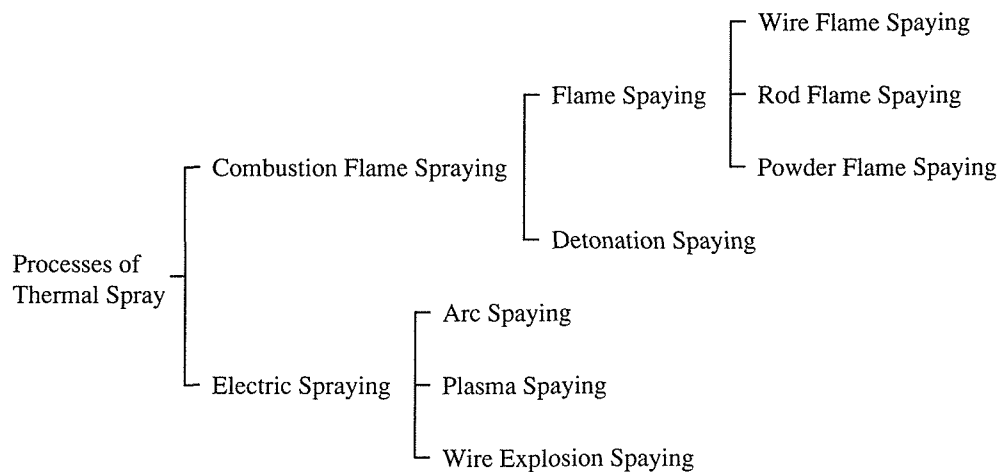 Processes of
Thermal Spray
Combustion Flame Spraying
Flame Spaying
Wire Flame Spaying
Rod Flame Spaying
Powder Flame Spaying
Detonation Spaying
Electric Spraying
Arc Spaying
Plasma Spaying
Wire Explosion Spaying